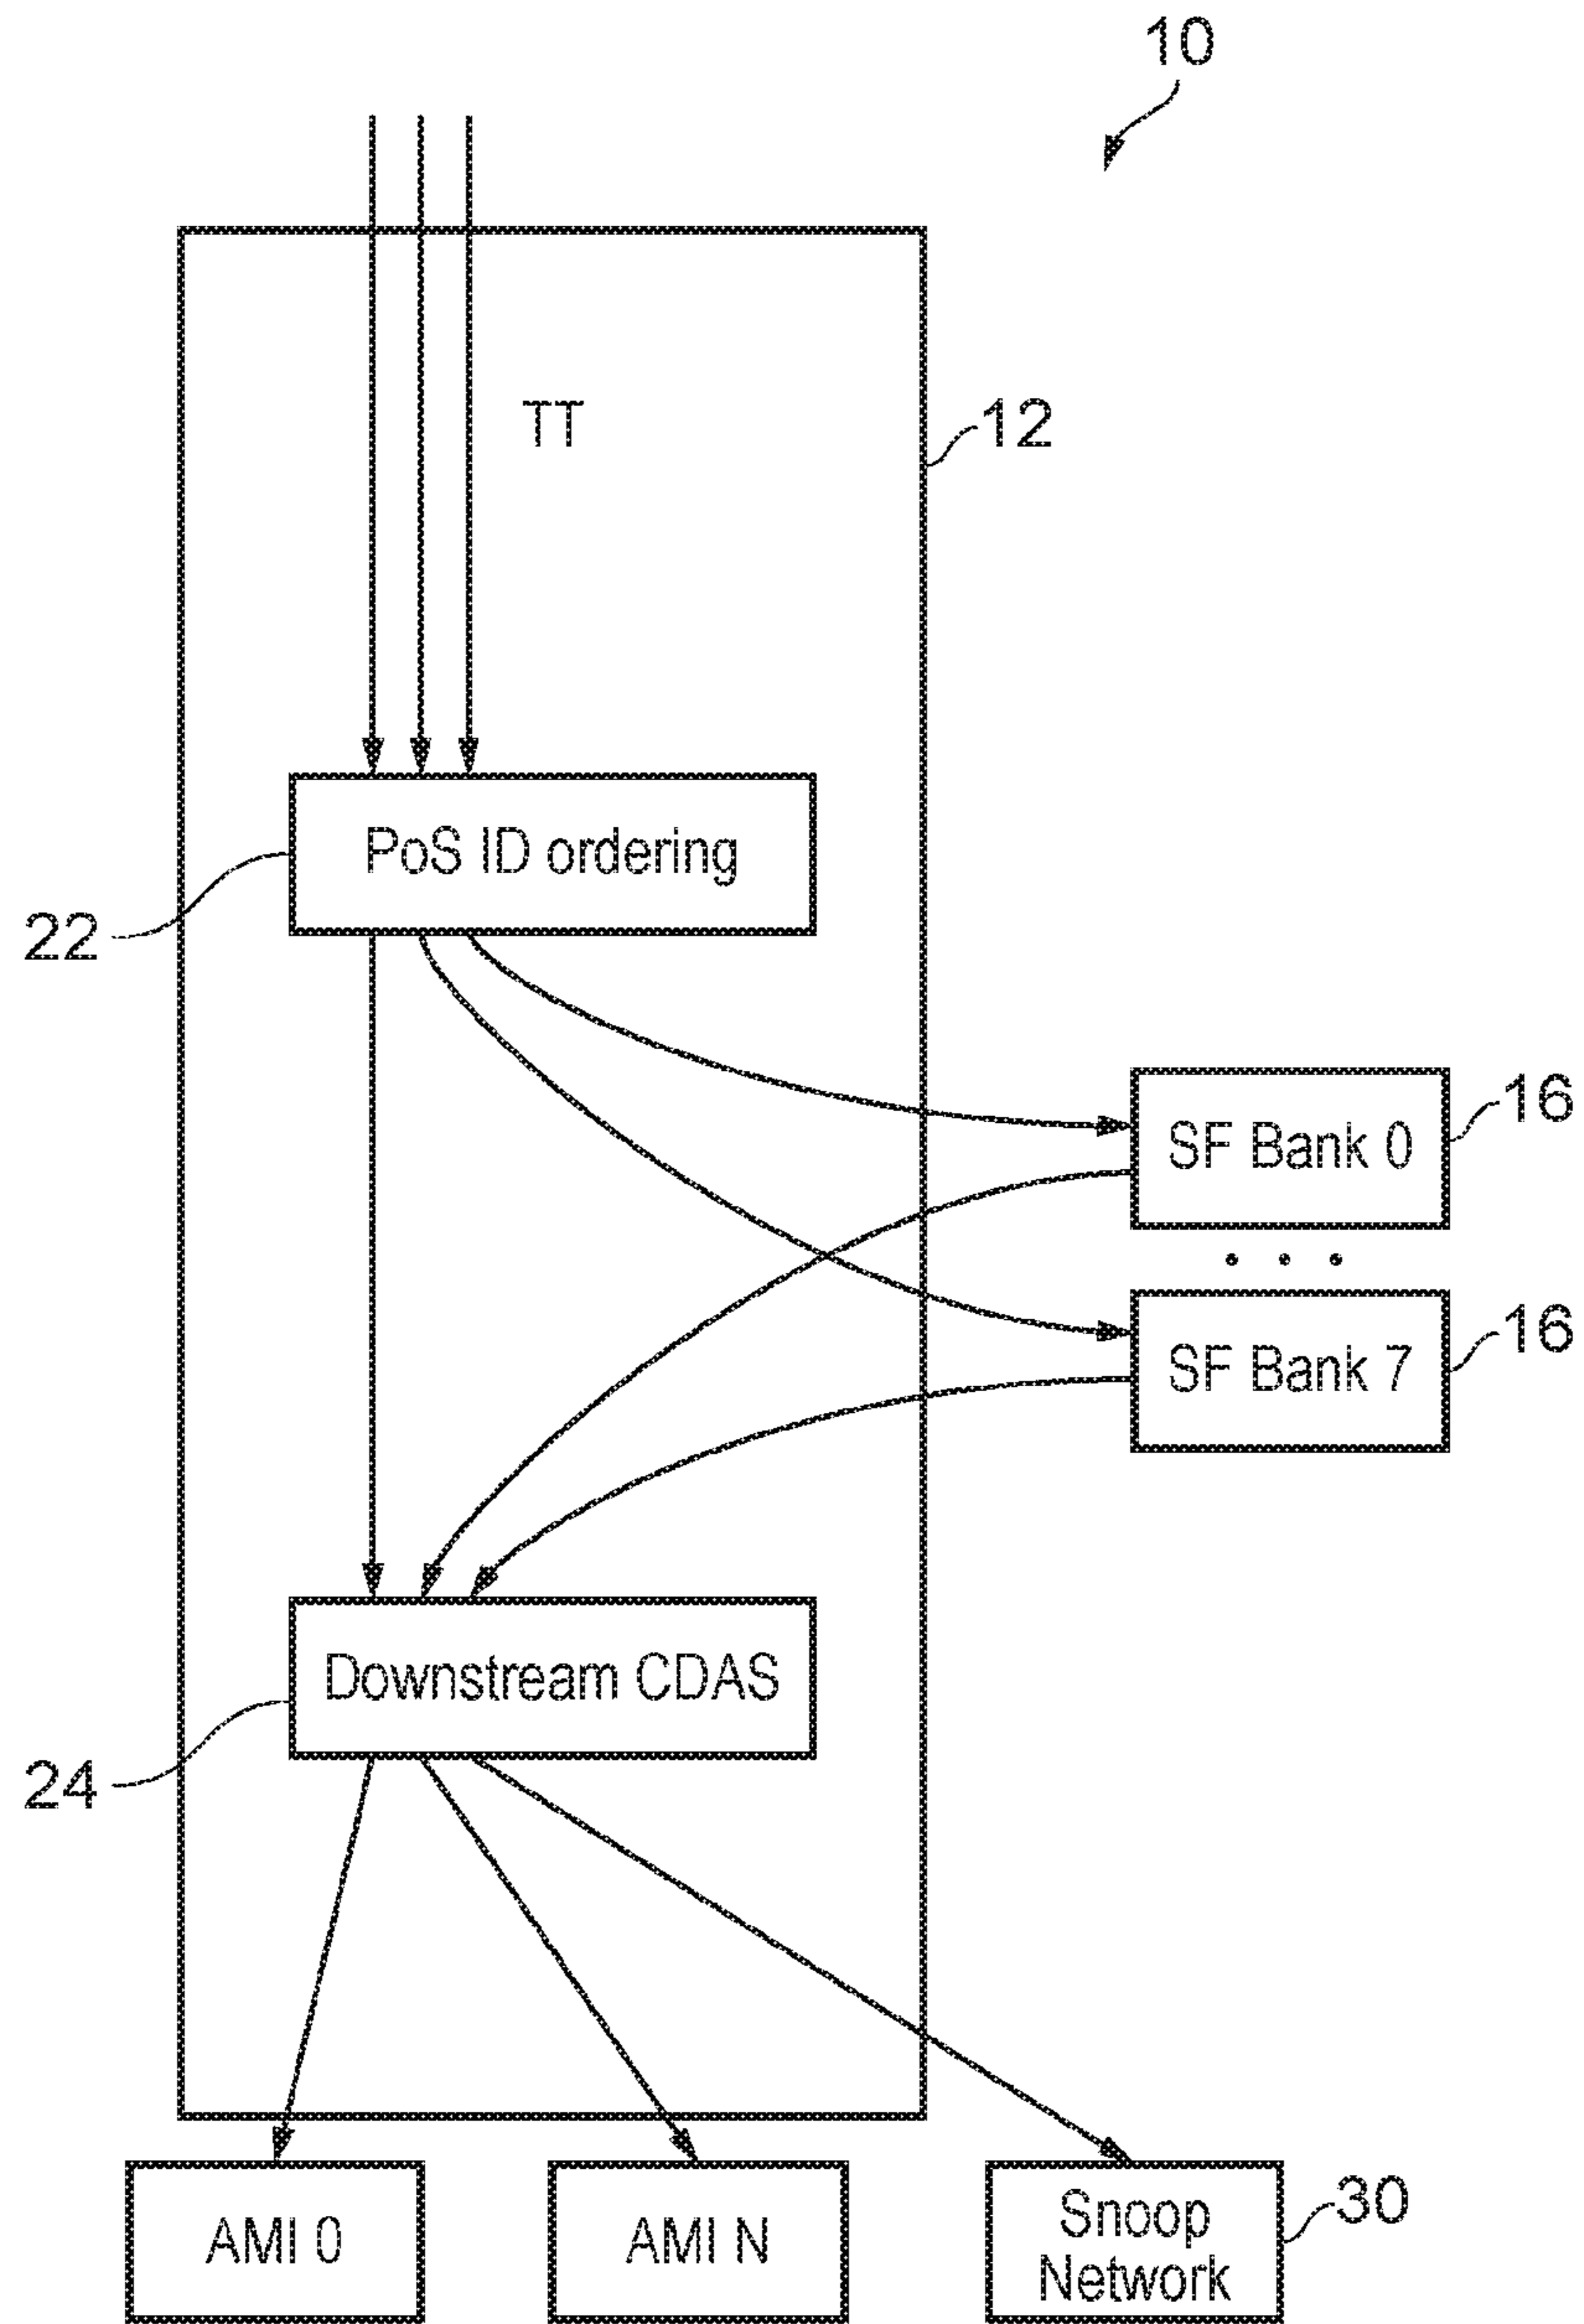 10
TT
12
PoS ID ordering
22
SF Bank 0
16
SF Bank 7
16
Downstream CDAS
24
AMI 0
AMI N
Snoop
Network
30